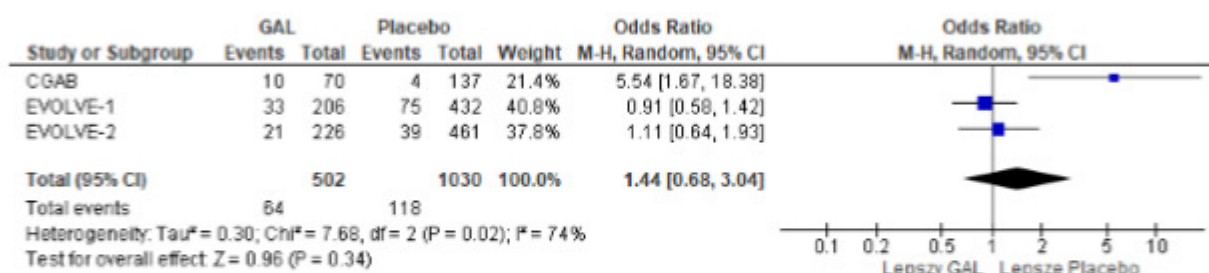 GAL Placebo Odds Ratio Odds Ratio
Study or Subgroup Events Total Events Total Weight M-H, Random, 95% CI M-H, Random, 95% CI
CGAB 10 70 4 137 21.4% 5.54 [1.67, 18.38]
EVOLVE-1 33 206 75 432 40.8% 0.91 [0.58, 1.42]
EVOLVE-2 21 226 39 461 37.8% 1.11 [0.64, 1.93]
Total (95% CI) 502 1030 100.0% 1.44 [0.68, 3.04]
Total events 64 118
Heterogeneity: Tau² = 0.30; Chi² = 7.68, df = 2 (P = 0.02); I² = 74%
Test for overall effect: Z = 0.96 (P = 0.34)
0.1 0.2 0.5 1 2 5 10
Lepszy GAL Lepsze Placebo